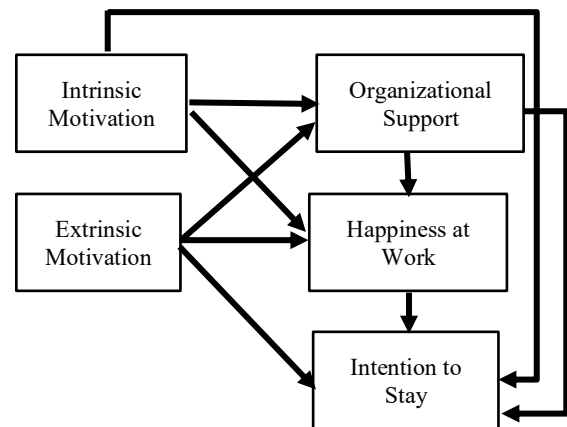 Intrinsic
Motivation
Organizational
Support
Extrinsic
Motivation
Happiness at
Work
Intention to
Stay